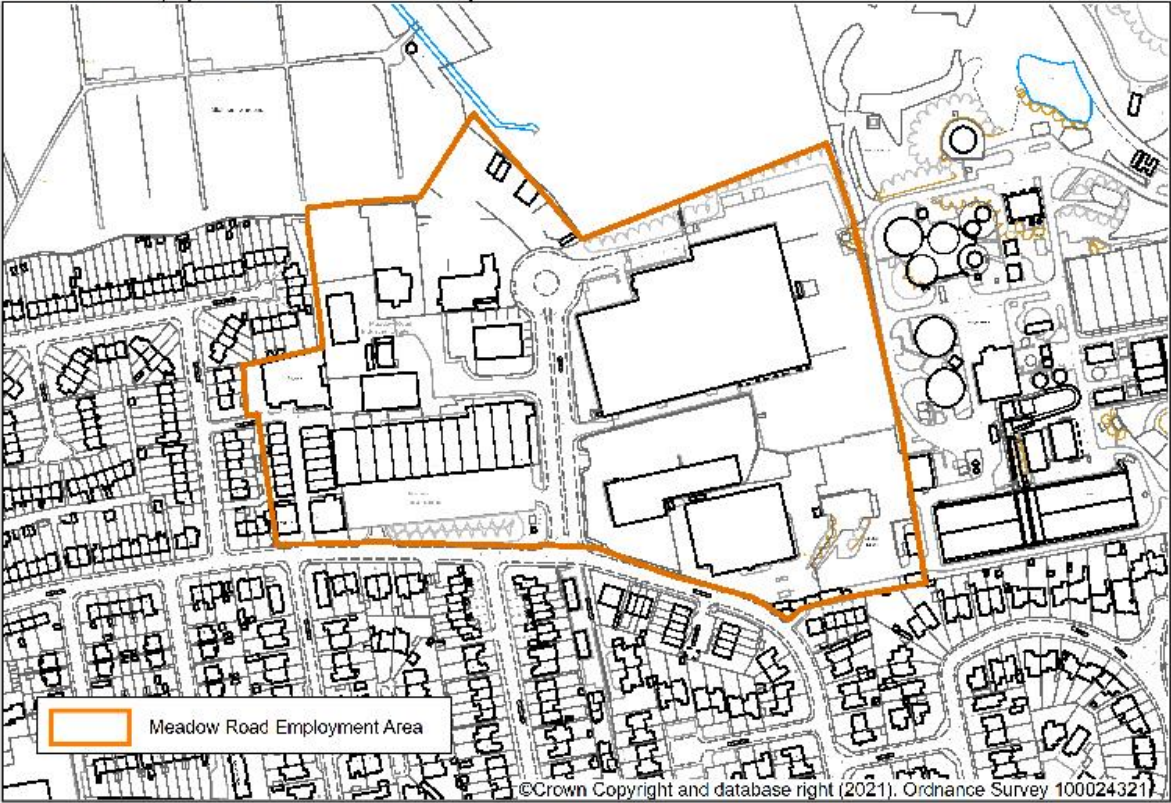 Meadow Road Employment Area
©Crown Copyright and database right (2021). Ordnance Survey 100024321.